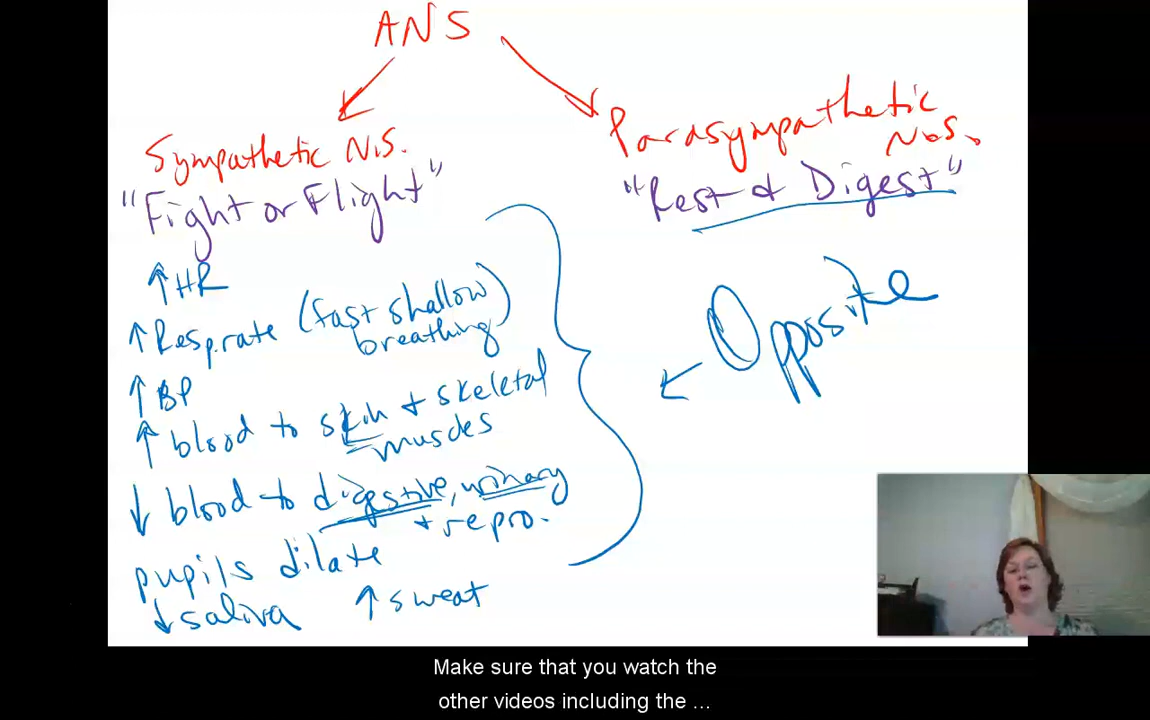 ANS
Sympathetic N.S.
"Fight or Flight"
↑ HR
↑ Resp. rate (fast shallow
breathing)
↑ BP
↑ blood to skin + skeletal
muscles
↓ blood to digestive, urinary
+ repro.
pupils dilate
↓ saliva ↑ sweat
Parasympathetic
N.S.
"Rest & Digest"
Opposite
Make sure that you watch the
other videos including the ...